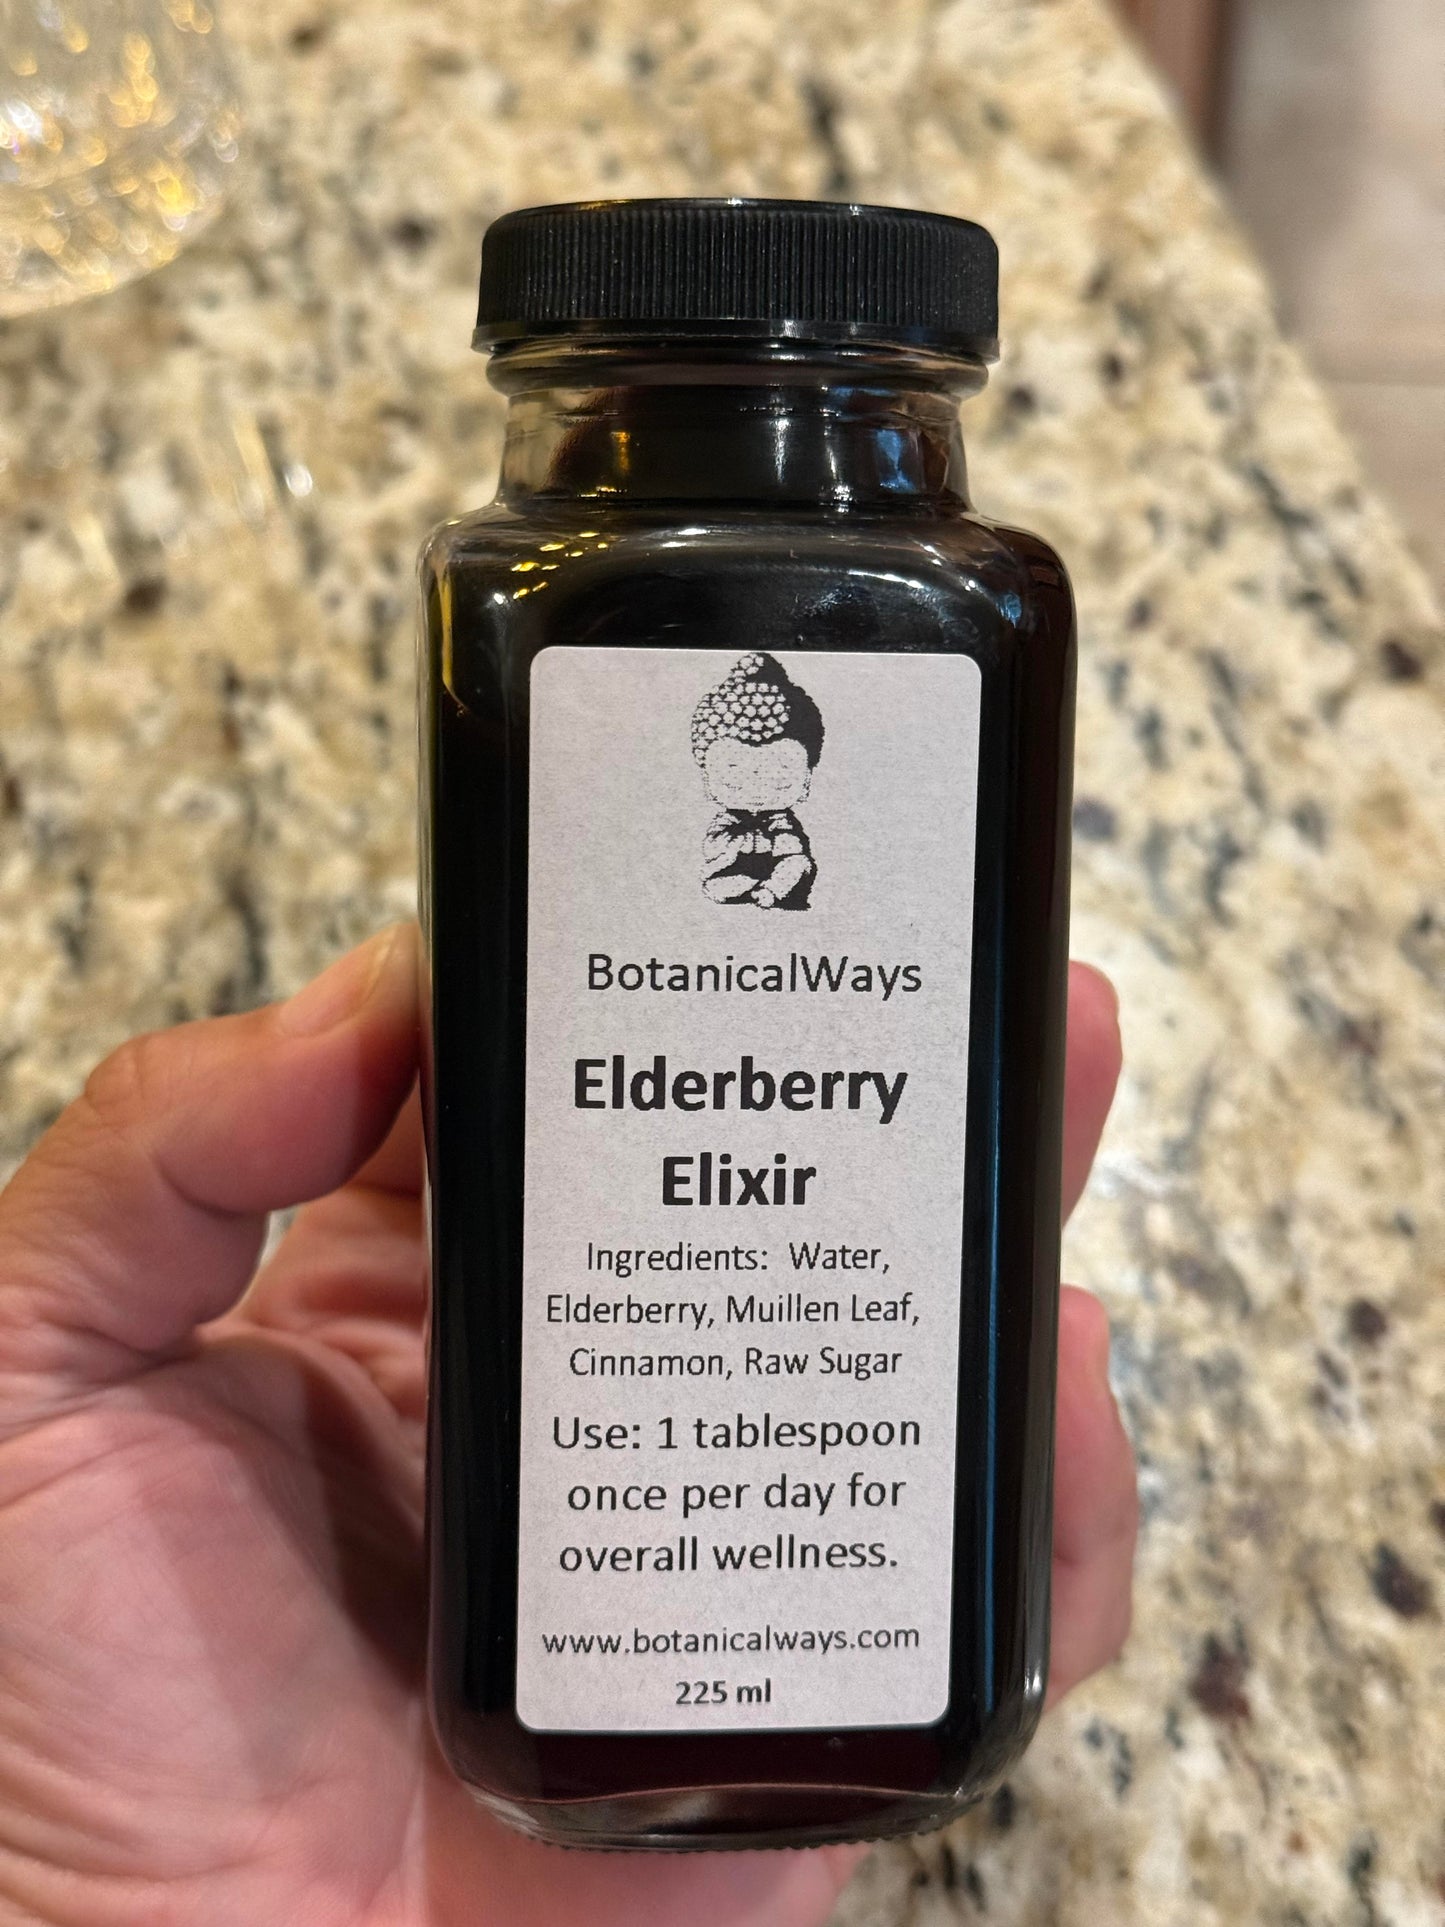 BotanicalWays
Elderberry
Elixir
Ingredients: Water,
Elderberry, Muillen Leaf,
Cinnamon, Raw Sugar
Use: 1 tablespoon
once per day for
overall wellness.
www.botanicalways.com
225 ml